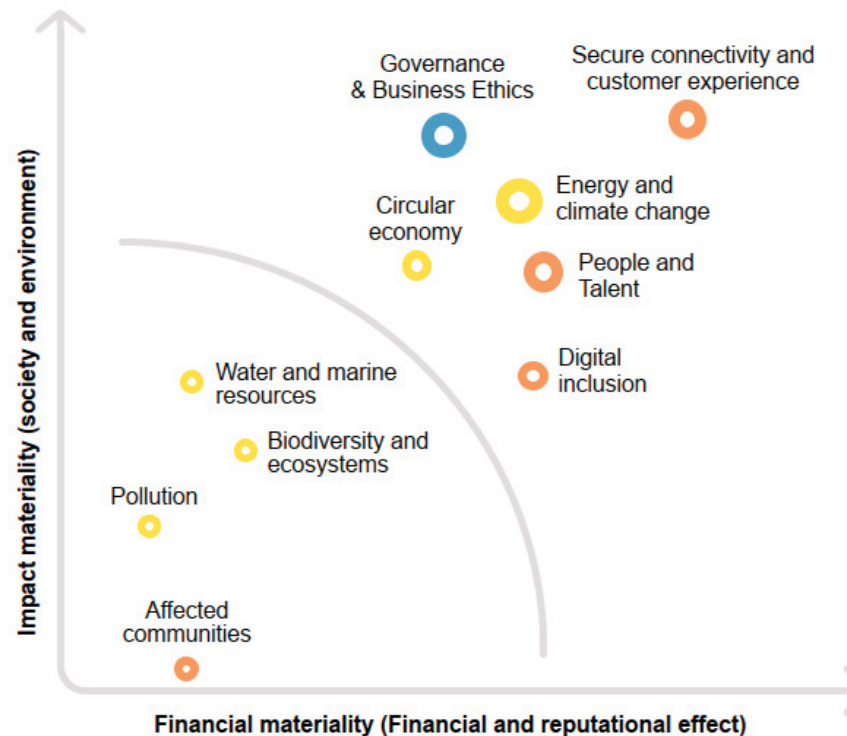 Governance
& Business Ethics
Secure connectivity and
customer experience
Energy and
climate change
Circular
economy
People and
Talent
Digital
inclusion
Water and marine
resources
Biodiversity and
ecosystems
Pollution
Affected
communities
Impact materiality (society and environment)
Financial materiality (Financial and reputational effect)